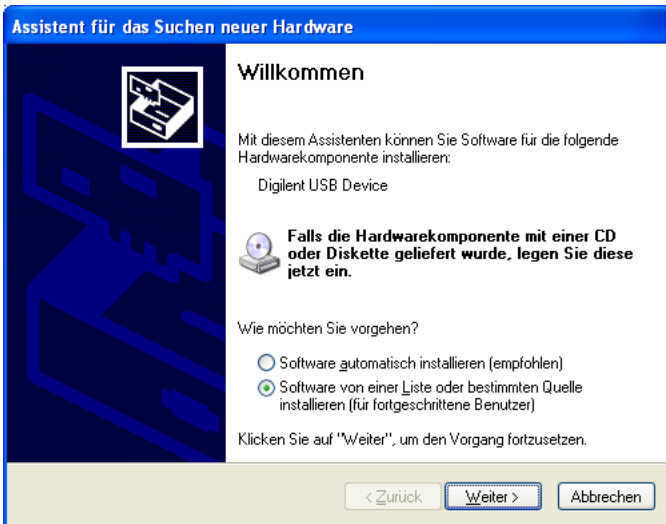 Assistent für das Suchen neuer Hardware
Willkommen
Mit diesem Assistenten können Sie Software für die folgende
Hardwarekomponente installieren:
Digilent USB Device
Falls die Hardwarekomponente mit einer CD
oder Diskette geliefert wurde, legen Sie diese
jetzt ein.
Wie möchten Sie vorgehen?
Software automatisch installieren (empfohlen)
Software von einer Liste oder bestimmten Quelle
installieren (für fortgeschrittene Benutzer)
Klicken Sie auf "Weiter", um den Vorgang fortzusetzen.
< Zurück Weiter > Abbrechen